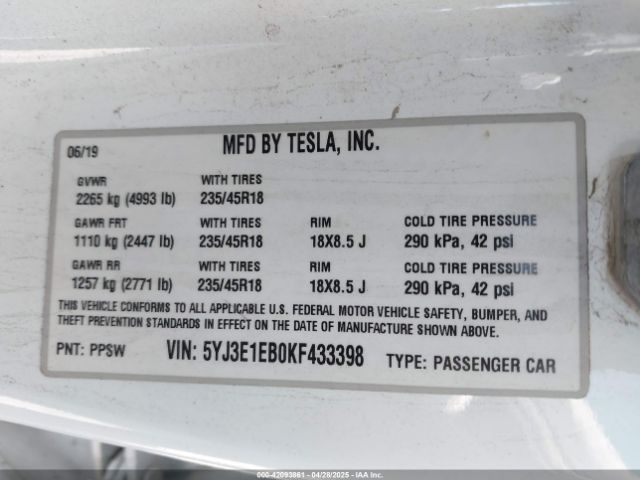 06/19 MFD BY TESLA, INC.
GVWR WITH TIRES
2265 kg (4993 lb) 235/45R18
GAWR FRT WITH TIRES RIM COLD TIRE PRESSURE
1110 kg (2447 lb) 235/45R18 18X8.5 J 290 kPa, 42 psi
GAWR RR WITH TIRES RIM COLD TIRE PRESSURE
1257 kg (2771 lb) 235/45R18 18X8.5 J 290 kPa, 42 psi
THIS VEHICLE CONFORMS TO ALL APPLICABLE U.S. FEDERAL MOTOR VEHICLE SAFETY, BUMPER, AND
THEFT PREVENTION STANDARDS IN EFFECT ON THE DATE OF MANUFACTURE SHOWN ABOVE.
PNT: PPSW VIN: 5YJ3E1EB0KF433398 TYPE: PASSENGER CAR
000-42093861 - 04/28/2025 - IAA Corp.